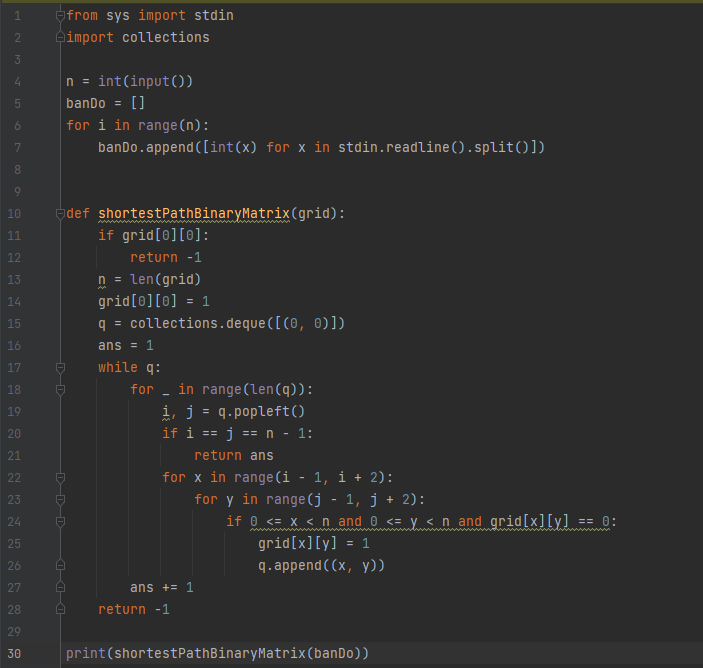 1 from sys import stdin
2 import collections
3
4 n = int(input())
5 banDo = []
6 for i in range(n):
7     banDo.append([int(x) for x in stdin.readline().split()])
8
9
10 def shortestPathBinaryMatrix(grid):
11     if grid[0][0]:
12         return -1
13     n = len(grid)
14     grid[0][0] = 1
15     q = collections.deque([(0, 0)])
16     ans = 1
17     while q:
18         for _ in range(len(q)):
19             i, j = q.popleft()
20             if i == j == n - 1:
21                 return ans
22             for x in range(i - 1, i + 2):
23                 for y in range(j - 1, j + 2):
24                     if 0 <= x < n and 0 <= y < n and grid[x][y] == 0:
25                         grid[x][y] = 1
26                         q.append((x, y))
27         ans += 1
28     return -1
29
30 print(shortestPathBinaryMatrix(banDo))